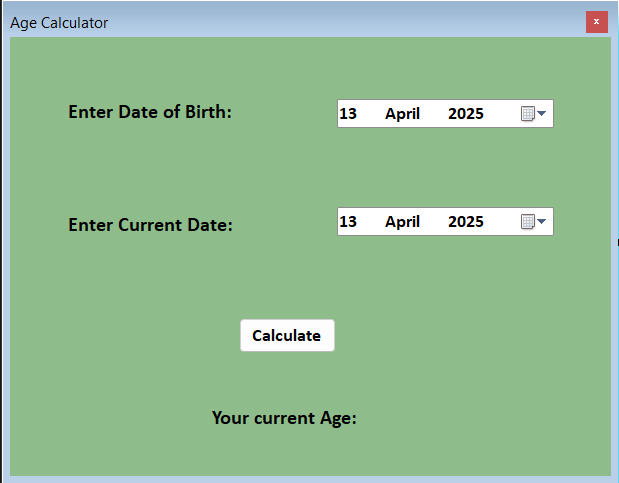 Age Calculator x
Enter Date of Birth: 13 April 2025
Enter Current Date: 13 April 2025
Calculate
Your current Age: